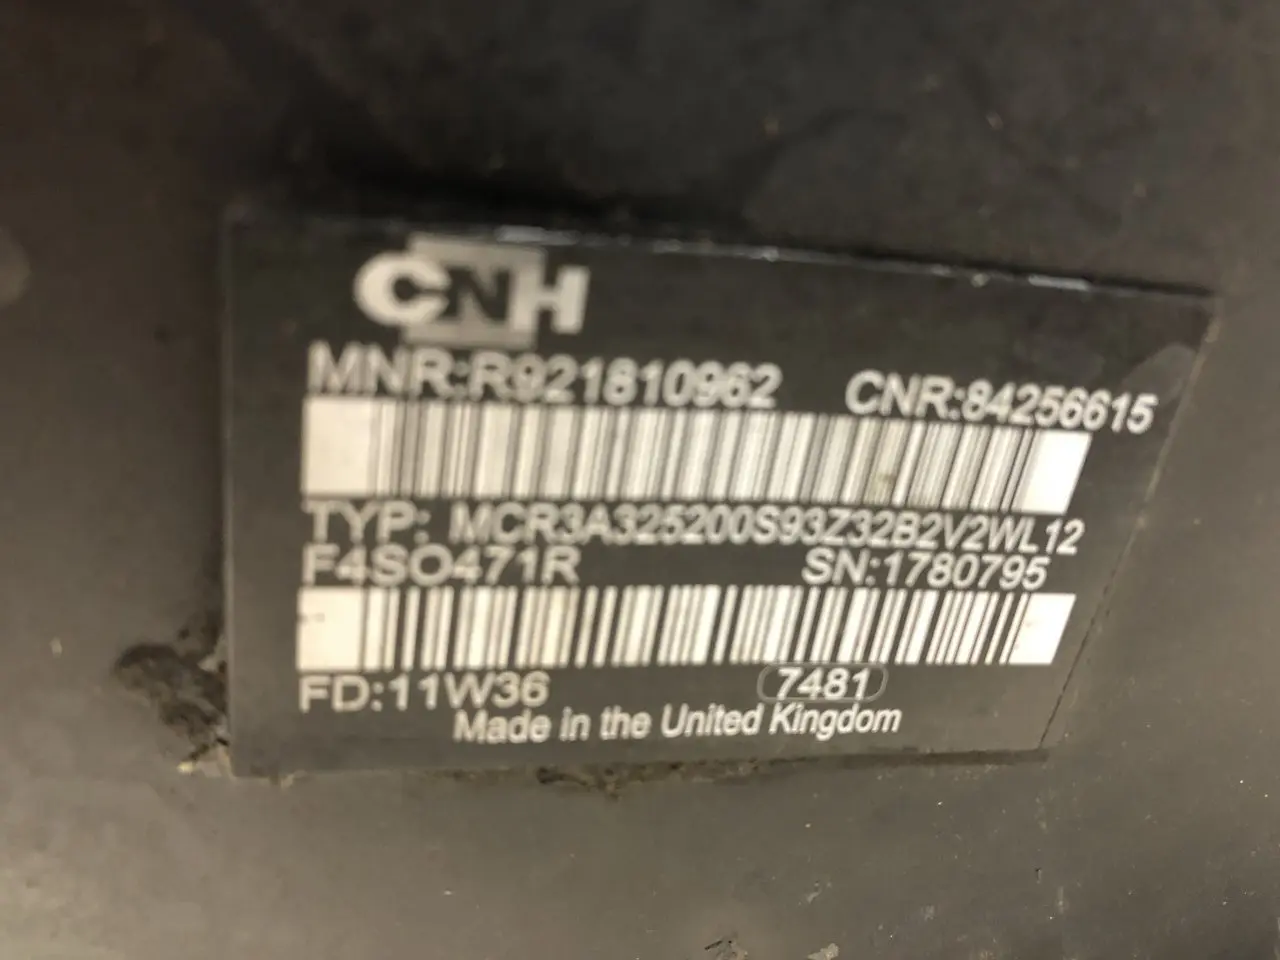 CNH
MNR:R921810962 CNR:84256615
TYP: MCR3A325200S93Z32B2V2WL12
F4SO471R SN:1780795
FD:11W36 7481
Made in the United Kingdom